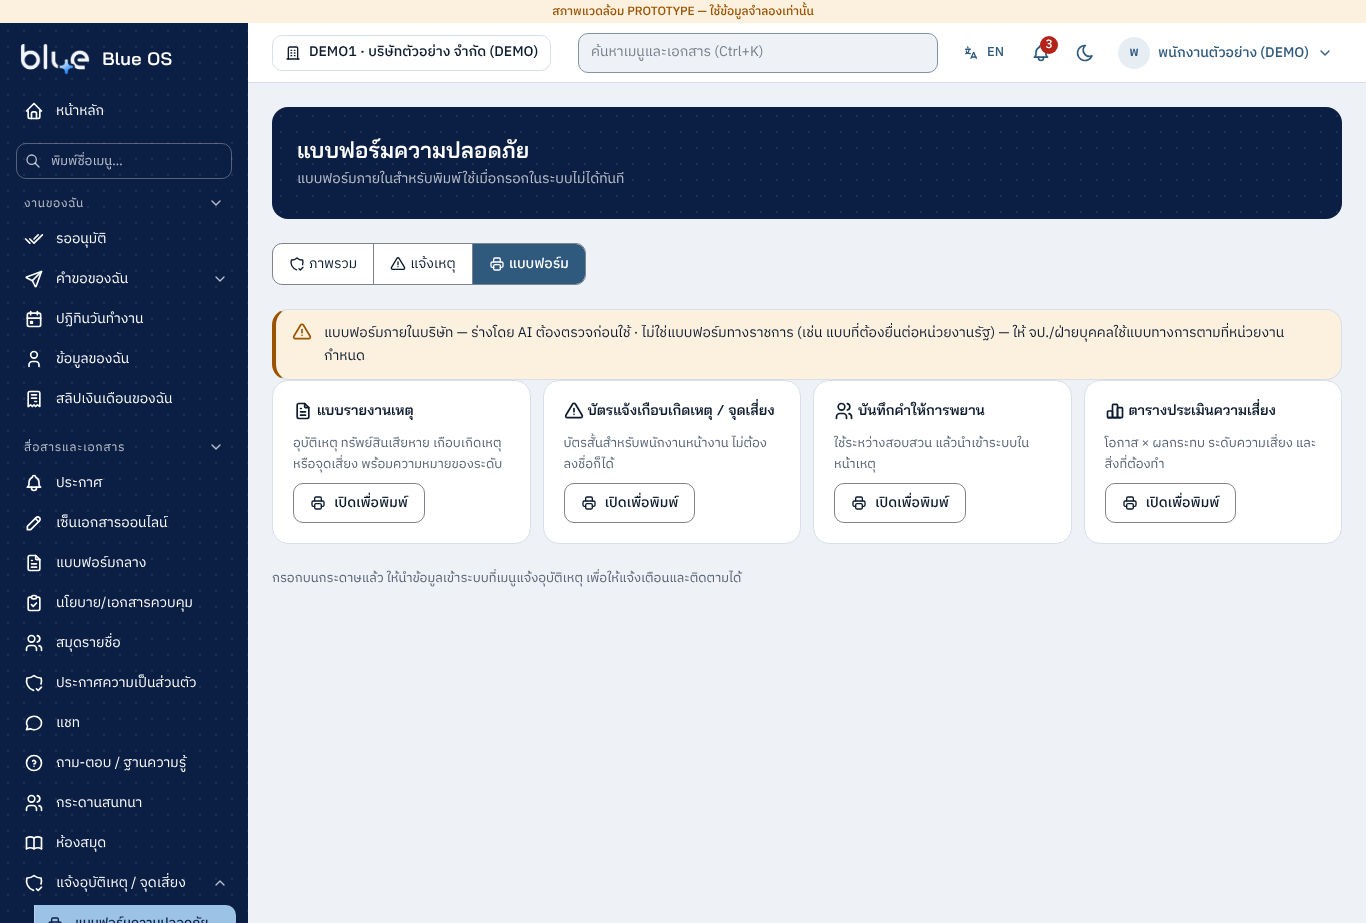 สภาพแวดล้อม PROTOTYPE — ใช้ข้อมูลจำลองเท่านั้น
blue Blue OS
หน้าหลัก
พิมพ์ชื่อเมนู...
งานของฉัน
รออนุมัติ
คำขอของฉัน
ปฏิทินวันทำงาน
ข้อมูลของฉัน
สลิปเงินเดือนของฉัน
สื่อสารและเอกสาร
ประกาศ
เซ็นเอกสารออนไลน์
แบบฟอร์มกลาง
นโยบาย/เอกสารควบคุม
สมุดรายชื่อ
ประกาศความเป็นส่วนตัว
แชท
ถาม-ตอบ / ฐานความรู้
กระดานสนทนา
ห้องสมุด
แจ้งอุบัติเหตุ / จุดเสี่ยง
แบบฟอร์มความปลอดภัย
DEMO1 · บริษัทตัวอย่าง จำกัด (DEMO)
ค้นหาเมนูและเอกสาร (Ctrl+K)
EN
3
พ
พนักงานตัวอย่าง (DEMO)
แบบฟอร์มความปลอดภัย
แบบฟอร์มภายในสำหรับพิมพ์ใช้เมื่อกรอกในระบบไม่ได้ทันที
ภาพรวม
แจ้งเหตุ
แบบฟอร์ม
แบบฟอร์มภายในบริษัท — ร่างโดย AI ต้องตรวจก่อนใช้ · ไม่ใช่แบบฟอร์มทางราชการ (เช่น แบบที่ต้องยื่นต่อหน่วยงานรัฐ) — ให้ จป./ฝ่ายบุคคลใช้แบบทางการตามที่หน่วยงาน
กำหนด
แบบรายงานเหตุ
อุบัติเหตุ ทรัพย์สินเสียหาย เกือบเกิดเหตุ
หรือจุดเสี่ยง พร้อมความหมายของระดับ
เปิดเพื่อพิมพ์
บัตรแจ้งเกือบเกิดเหตุ / จุดเสี่ยง
บัตรสั้นสำหรับพนักงานหน้างาน ไม่ต้อง
ลงชื่อก็ได้
เปิดเพื่อพิมพ์
บันทึกคำให้การพยาน
ใช้ระหว่างสอบสวน แล้วนำเข้าระบบใน
หน้าเหตุ
เปิดเพื่อพิมพ์
ตารางประเมินความเสี่ยง
โอกาส × ผลกระทบ ระดับความเสี่ยง และ
สิ่งที่ต้องทำ
เปิดเพื่อพิมพ์
กรอกบนกระดาษแล้ว ให้นำข้อมูลเข้าระบบที่เมนูแจ้งอุบัติเหตุ เพื่อให้แจ้งเตือนและติดตามได้